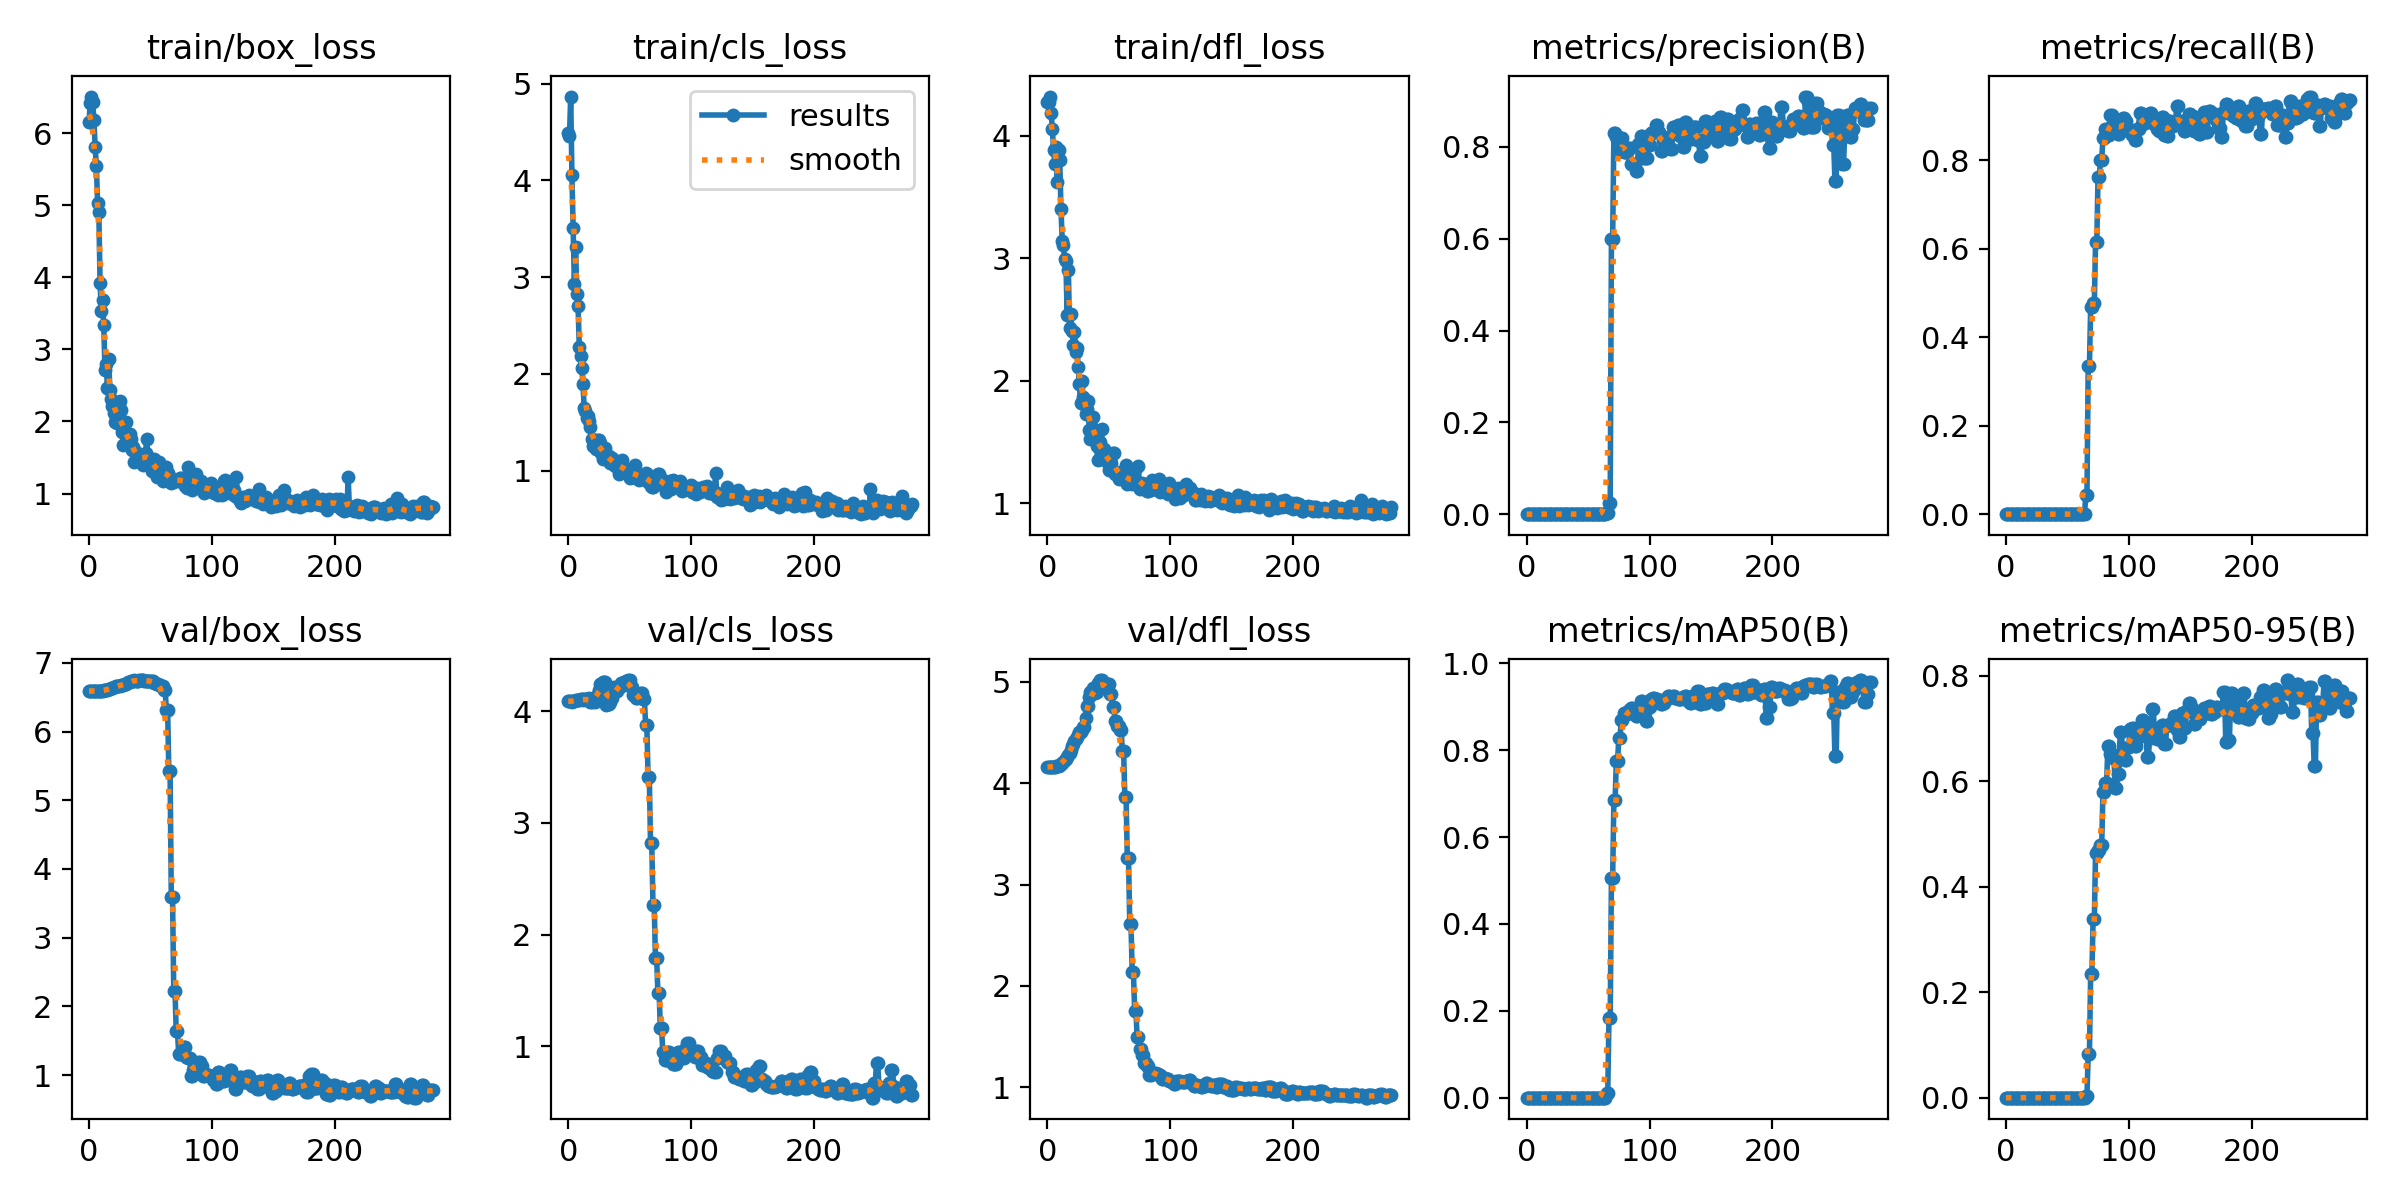 train/box_loss
train/cls_loss
train/dfl_loss
metrics/precision(B)
metrics/recall(B)
6
5
4
3
2
1
0 100 200
5
4
3
2
1
results
smooth
0 100 200
4
3
2
1
0 100 200
0.8
0.6
0.4
0.2
0.0
0 100 200
0.8
0.6
0.4
0.2
0.0
0 100 200
val/box_loss
val/cls_loss
val/dfl_loss
metrics/mAP50(B)
metrics/mAP50-95(B)
7
6
5
4
3
2
1
0 100 200
4
3
2
1
0 100 200
5
4
3
2
1
0 100 200
1.0
0.8
0.6
0.4
0.2
0.0
0 100 200
0.8
0.6
0.4
0.2
0.0
0 100 200